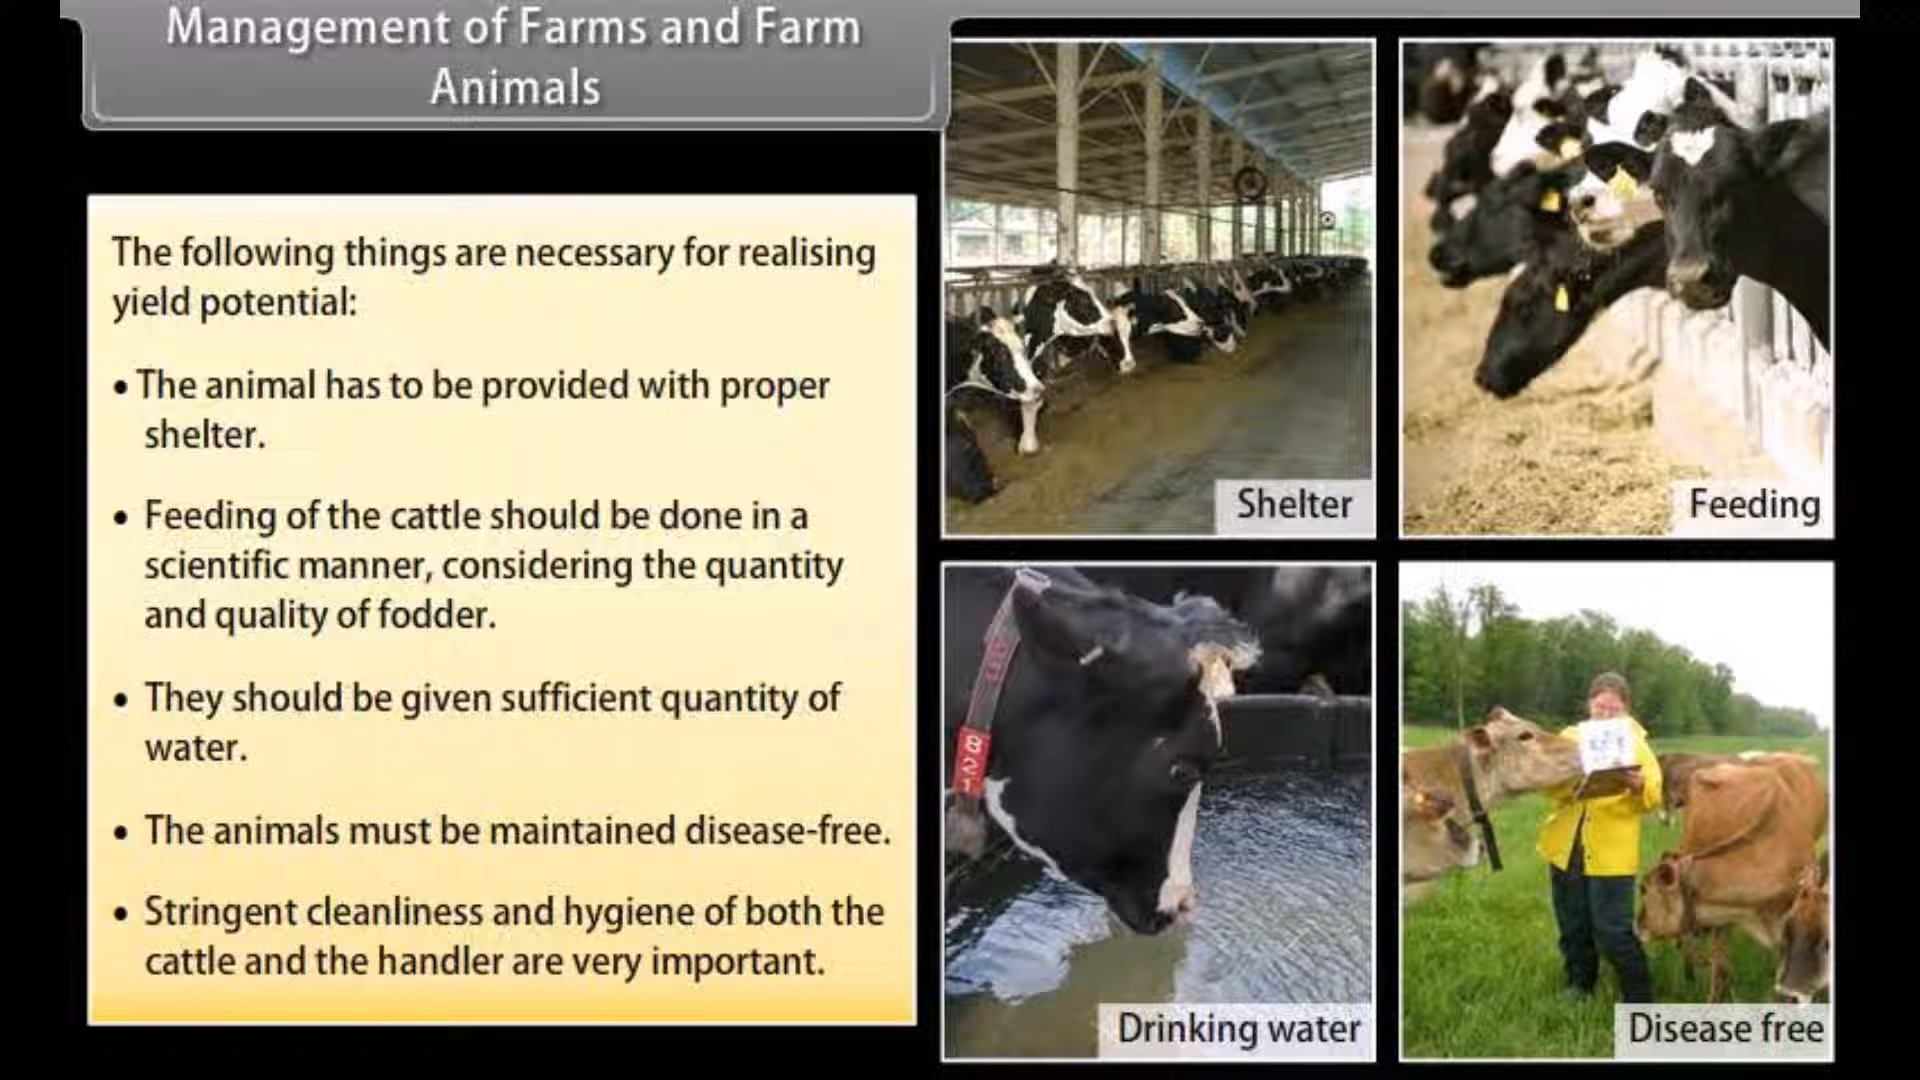 Management of Farms and Farm
Animals
The following things are necessary for realising
yield potential:
• The animal has to be provided with proper
shelter.
• Feeding of the cattle should be done in a
scientific manner, considering the quantity
and quality of fodder.
• They should be given sufficient quantity of
water.
• The animals must be maintained disease-free.
• Stringent cleanliness and hygiene of both the
cattle and the handler are very important.
Shelter
Feeding
821
Drinking water
Disease free